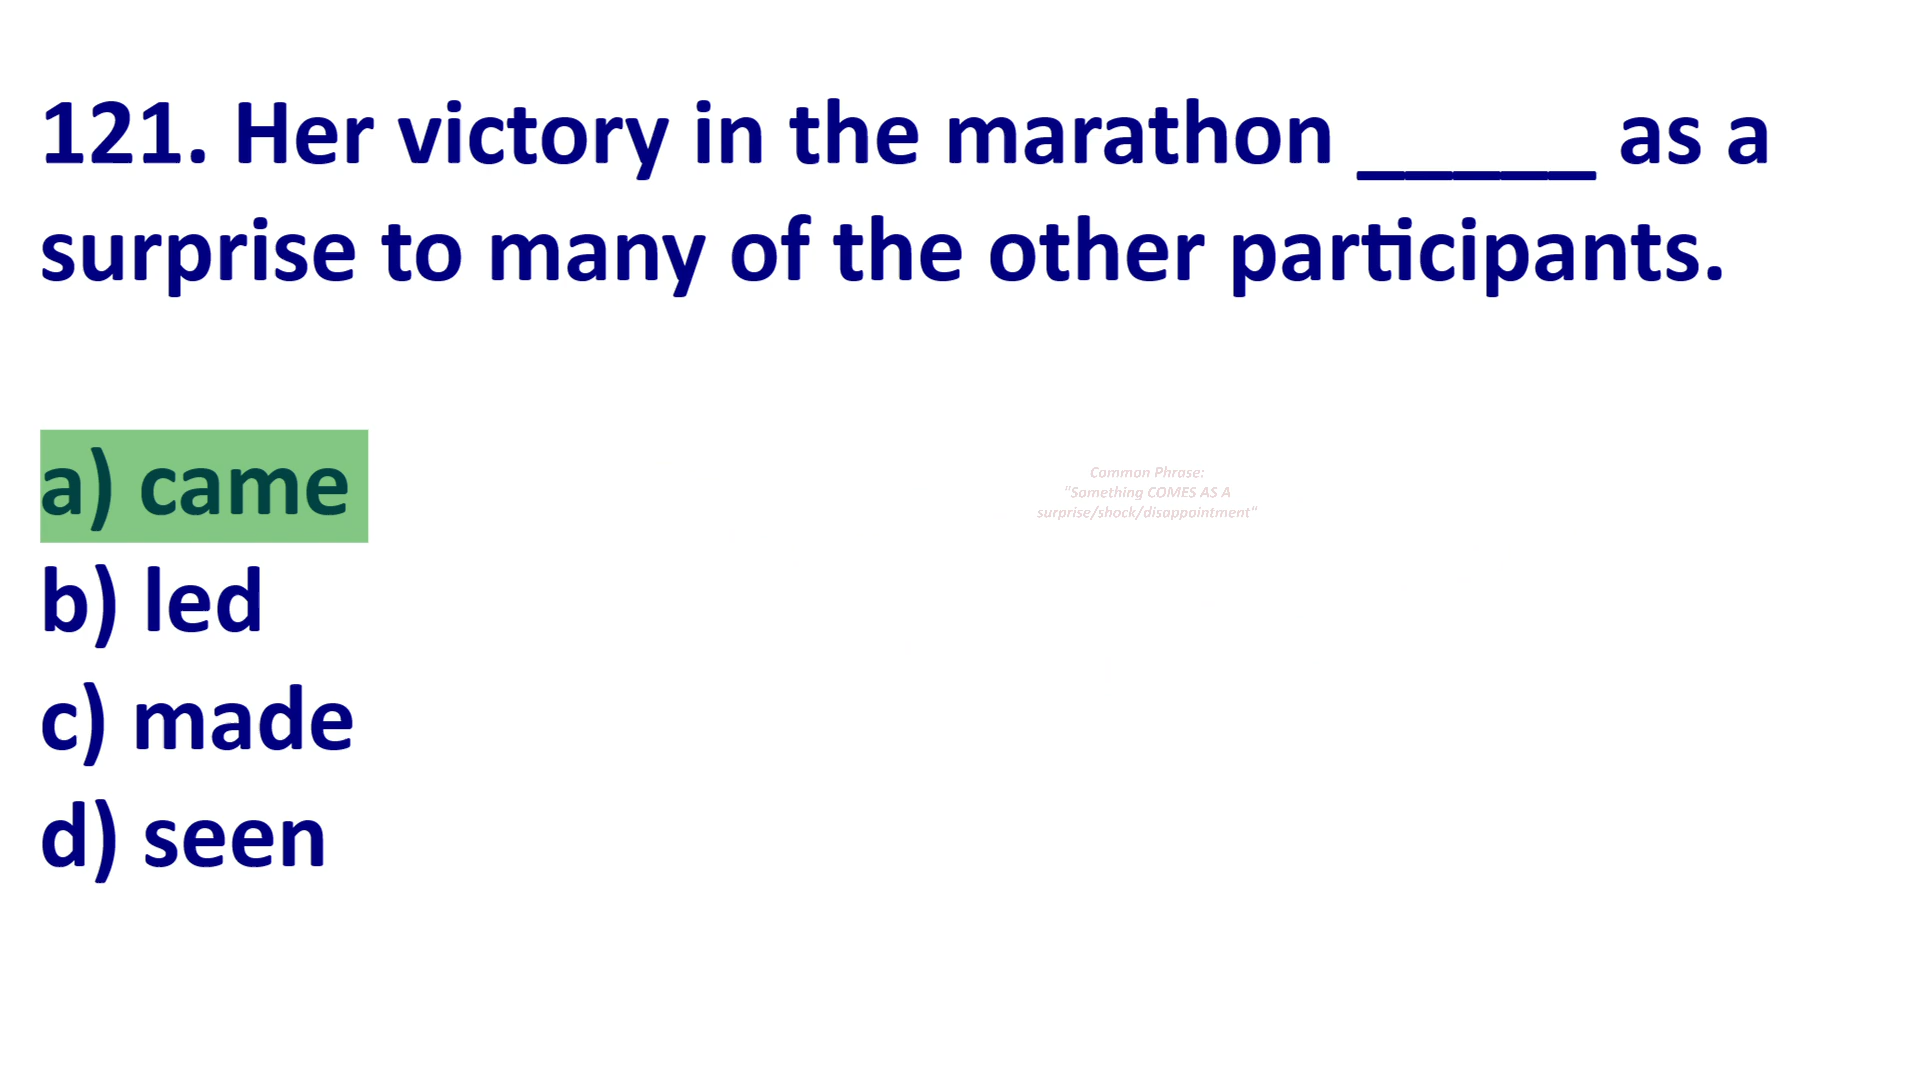 121. Her victory in the marathon _____ as a
surprise to many of the other participants.
a) came
Common Phrase:
"Something COMES AS A
surprise/shock/disappointment"
b) led
c) made
d) seen